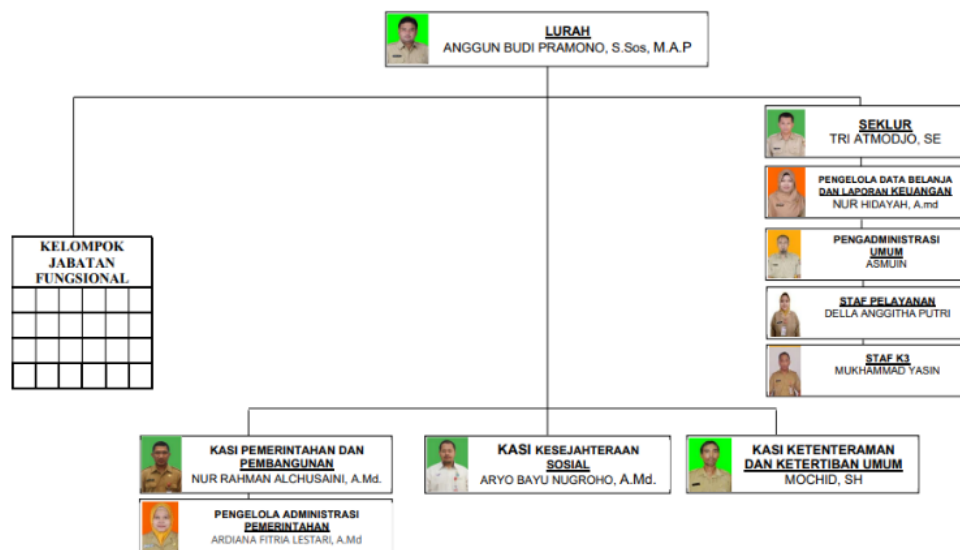 LURAH
ANGGUN BUDI PRAMONO, S.Sos, M.A.P
SEKLUR
TRI ATMODJO, SE
PENGELOLA DATA BELANJA
DAN LAPORAN KEUANGAN
NUR HIDAYAH, A.md
PENGADMINISTRASI
UMUM
ASMUIN
STAF PELAYANAN
DELLA ANGGITHA PUTRI
STAF K3
MUKHAMMAD YASIN
KELOMPOK
JABATAN
FUNGSIONAL
KASI PEMERINTAHAN DAN
PEMBANGUNAN
NUR RAHMAN ALCHUSAINI, A.Md.
PENGELOLA ADMINISTRASI
PEMERINTAHAN
ARDIANA FITRIA LESTARI, A.Md
KASI KESEJAHTERAAN
SOSIAL
ARYO BAYU NUGROHO, A.Md.
KASI KETENTERAMAN
DAN KETERTIBAN UMUM
MOCHID, SH